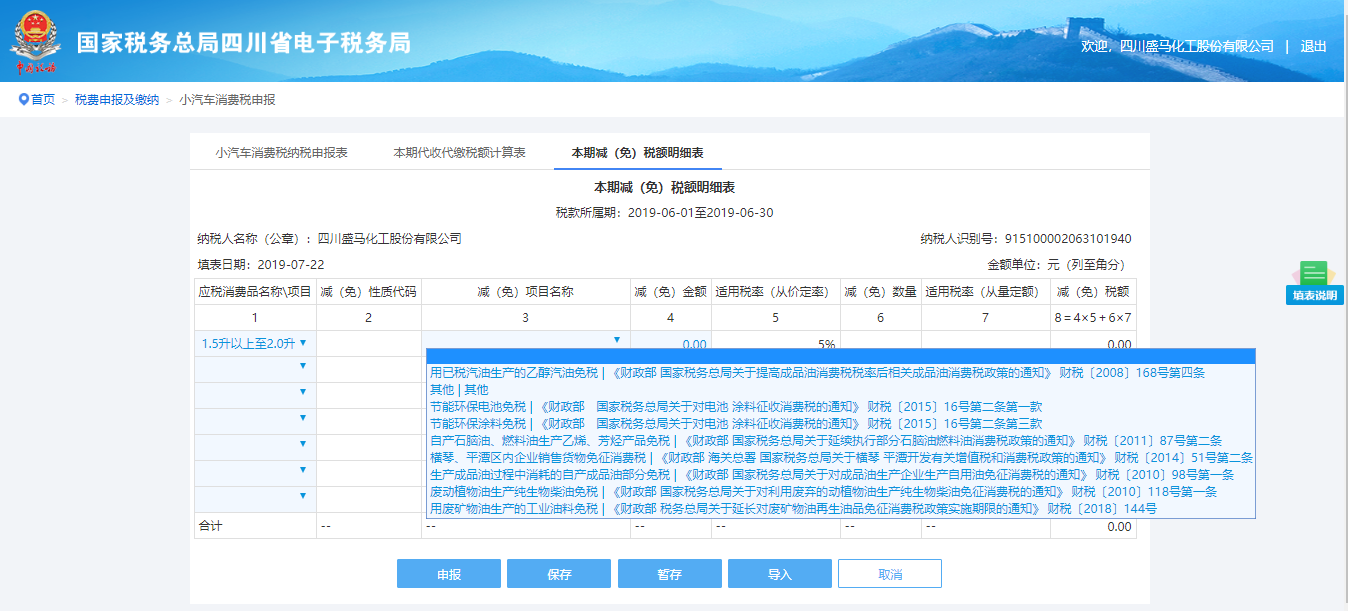 国家税务总局四川省电子税务局
欢迎，四川盛马化工股份有限公司 | 退出
首页 > 税费申报及缴纳 > 小汽车消费税申报
小汽车消费税纳税申报表 本期代收代缴税额计算表 本期减（免）税额明细表
本期减（免）税额明细表
税款所属期：2019-06-01至2019-06-30
纳税人名称（公章）：四川盛马化工股份有限公司 纳税人识别号：915100002063101940
填表日期：2019-07-22 金额单位：元（列至角分）
应税消费品名称\项目 减（免）性质代码 减（免）项目名称 减（免）金额 适用税率（从价定率） 减（免）数量 适用税率（从量定额） 减（免）税额
1 2 3 4 5 6 7 8=4×5+6×7
1.5升以上至2.0升 0.00 5% 0.00
用已税汽油生产的乙醇汽油免税 | 《财政部 国家税务总局关于提高成品油消费税税率后相关成品油消费税政策的通知》 财税〔2008〕168号第四条
其他 | 其他
节能环保电池免税 | 《财政部　国家税务总局关于对电池 涂料征收消费税的通知》 财税〔2015〕16号第二条第一款
节能环保涂料免税 | 《财政部　国家税务总局关于对电池 涂料征收消费税的通知》 财税〔2015〕16号第二条第三款
自产石脑油、燃料油生产乙烯、芳烃产品免税 | 《财政部 国家税务总局关于延续执行部分石脑油燃料油消费税政策的通知》 财税〔2011〕87号第二条
横琴、平潭区内企业销售货物免征消费税 | 《财政部 海关总署 国家税务总局关于横琴 平潭开发有关增值税和消费税政策的通知》 财税〔2014〕51号第二条
生产成品油过程中消耗的自产成品油部分免税 | 《财政部 国家税务总局关于对成品油生产企业生产自用油免征消费税的通知》 财税〔2010〕98号第一条
废动植物油生产纯生物柴油免税 | 《财政部 国家税务总局关于对利用废弃的动植物油生产纯生物柴油免征消费税的通知》 财税〔2010〕118号第一条
用废矿物油生产的工业油料免税 | 《财政部 税务总局关于延长对废矿物油再生油品免征消费税政策实施期限的通知》 财税〔2018〕144号
合计 -- -- -- -- -- -- 0.00
申报 保存 暂存 导入 取消
填表说明